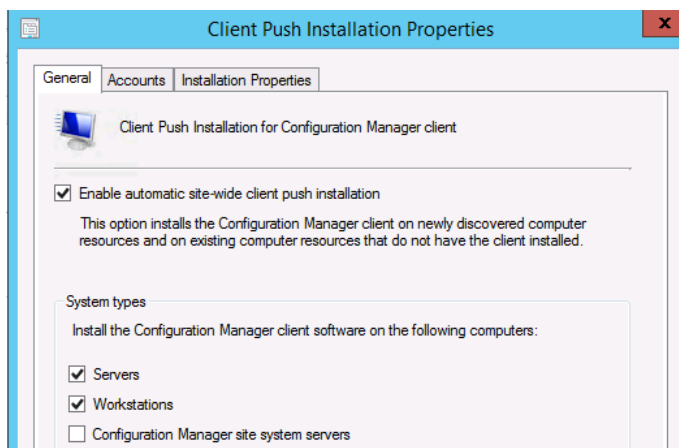 Client Push Installation Properties
x
General Accounts Installation Properties
Client Push Installation for Configuration Manager client
Enable automatic site-wide client push installation
This option installs the Configuration Manager client on newly discovered computer
resources and on existing computer resources that do not have the client installed.
System types
Install the Configuration Manager client software on the following computers:
Servers
Workstations
Configuration Manager site system servers